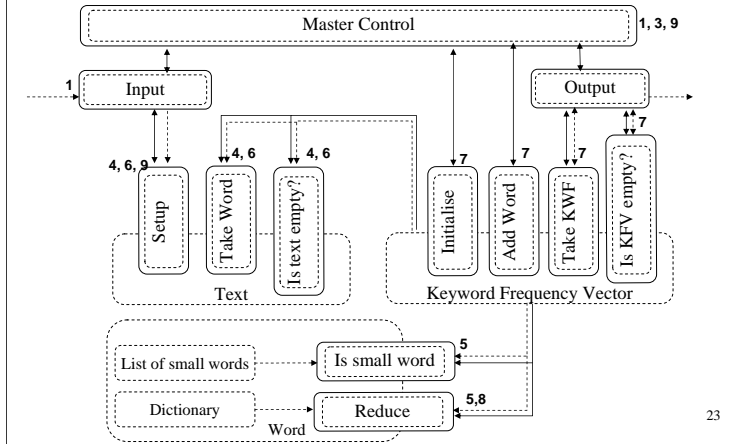 Master Control
1, 3, 9
1
Input
Output
7
4, 6, 9
4, 6
4, 6
7
7
7
Setup
Take Word
Is text empty?
Initialise
Add Word
Take KWF
Is KFV empty?
Text
Keyword Frequency Vector
5
List of small words
Is small word
5,8
Dictionary
Reduce
Word
23